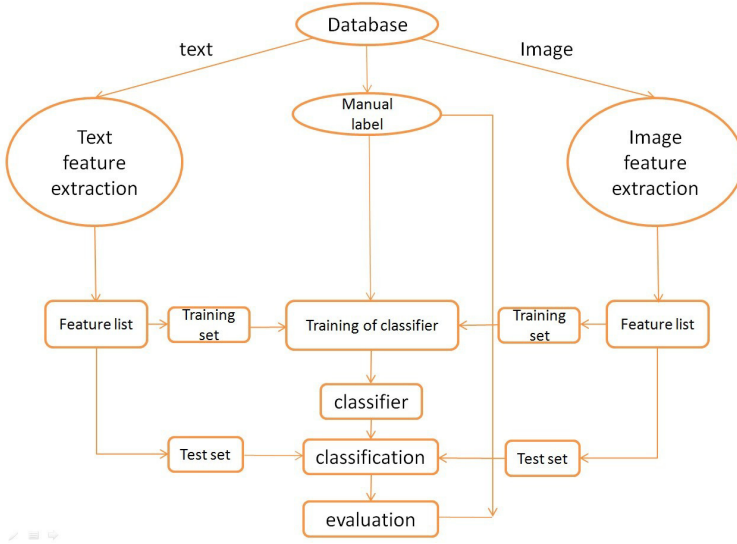 Database
text
Image
Manual
label
Text
feature
extraction
Image
feature
extraction
Feature list
Training
set
Training of classifier
Training
set
Feature list
classifier
Test set
classification
Test set
evaluation